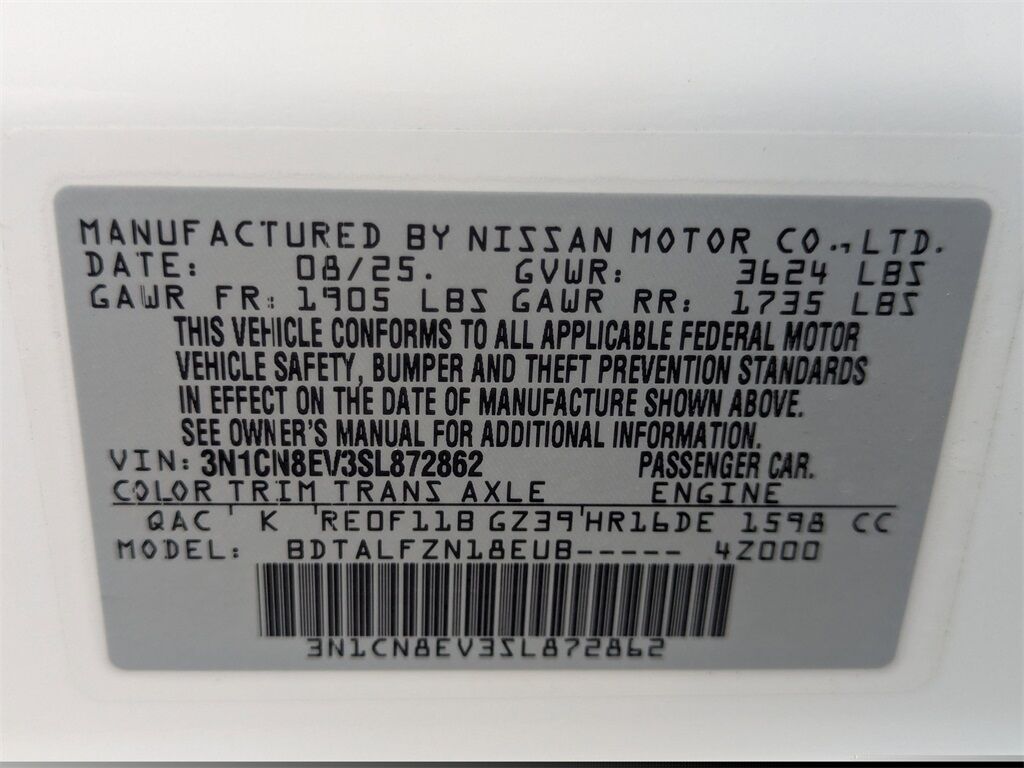 MANUFACTURED BY NISSAN MOTOR CO., LTD.
DATE: 08/25. GVWR: 3624 LBS
GAWR FR: 1905 LBS GAWR RR: 1735 LBS
THIS VEHICLE CONFORMS TO ALL APPLICABLE FEDERAL MOTOR
VEHICLE SAFETY, BUMPER AND THEFT PREVENTION STANDARDS
IN EFFECT ON THE DATE OF MANUFACTURE SHOWN ABOVE.
SEE OWNER'S MANUAL FOR ADDITIONAL INFORMATION.
VIN: 3N1CN8EV3SL872862 PASSENGER CAR.
COLOR TRIM TRANS AXLE ENGINE
QAC ' K ' RE0F11B GZ39 ' HR16DE 1598 CC
MODEL: BDTALFZN18EUB----- 4Z000
3N1CN8EV3SL872862